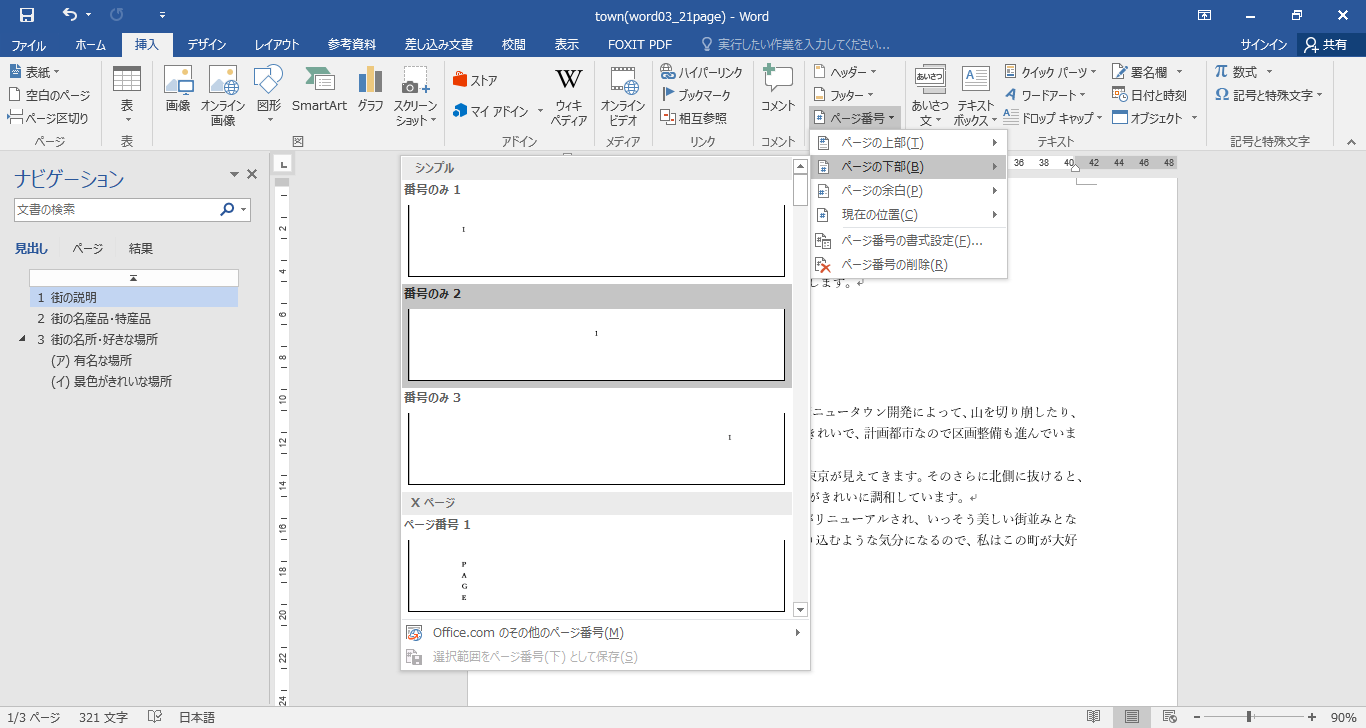 town(word03_21page) - Word
ファイル ホーム 挿入 デザイン レイアウト 参考資料 差し込み文書 校閲 表示 FOXIT PDF 実行したい作業を入力してください... サインイン 共有
表紙
空白のページ
ページ区切り
ページ
表
表
画像
オンライン
画像
図形
SmartArt
グラフ
スクリーン
ショット
図
ストア
マイ アドイン
W
ウィキ
ペディア
アドイン
オンライン
ビデオ
メディア
ハイパーリンク
ブックマーク
相互参照
リンク
コメント
コメント
ヘッダー
フッター
ページ番号
あいさつ
あいさつ
文
テキスト
ボックス
クイック パーツ
ワードアート
ドロップ キャップ
署名欄
日付と時刻
オブジェクト
テキスト
π 数式
Ω 記号と特殊文字
記号と特殊文字
ページの上部(T)
ページの下部(B)
ページの余白(P)
現在の位置(C)
ページ番号の書式設定(F)...
ページ番号の削除(R)
ナビゲーション
文書の検索
見出し ページ 結果
1 街の説明
2 街の名産品・特産品
3 街の名所・好きな場所
(ア) 有名な場所
(イ) 景色がきれいな場所
シンプル
番号のみ 1
1
番号のみ 2
1
番号のみ 3
1
X ページ
ページ番号 1
P
A
G
E
Office.com のその他のページ番号(M)
選択範囲をページ番号(下) として保存(S)
36 38 40 42 44 46 48
2
4
6
8
10
12
14
16
18
20
22
24
します。
ニュータウン開発によって、山を切り崩したり、
きれいで、計画都市なので区画整備も進んでいま
東京が見えてきます。そのさらに北側に抜けると、
がきれいに調和しています。
がリニューアルされ、いっそう美しい街並みとな
り込むような気分になるので、私はこの町が大好
1/3 ページ 321 文字 日本語 90%